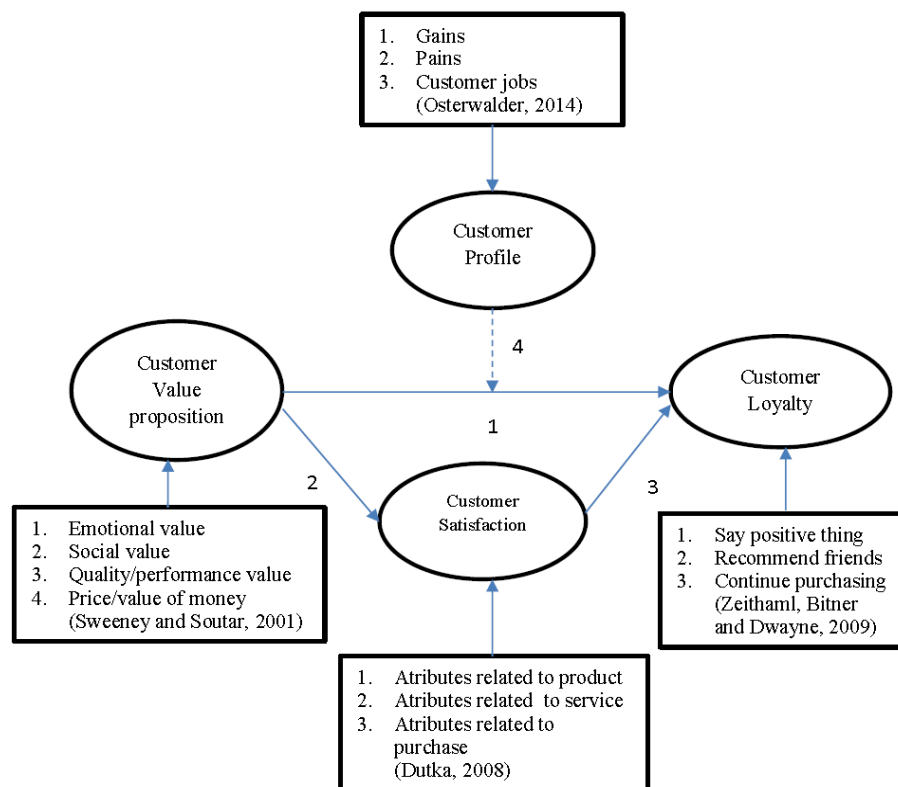 1. Gains
2. Pains
3. Customer jobs
(Osterwalder, 2014)
Customer
Profile
4
Customer
Value
proposition
Customer
Loyalty
1
2
Customer
Satisfaction
3
1. Emotional value
2. Social value
3. Quality/performance value
4. Price/value of money
(Sweeney and Soutar, 2001)
1. Say positive thing
2. Recommend friends
3. Continue purchasing
(Zeithaml, Bitner
and Dwayne, 2009)
1. Atributes related to product
2. Atributes related to service
3. Atributes related to
purchase
(Dutka, 2008)